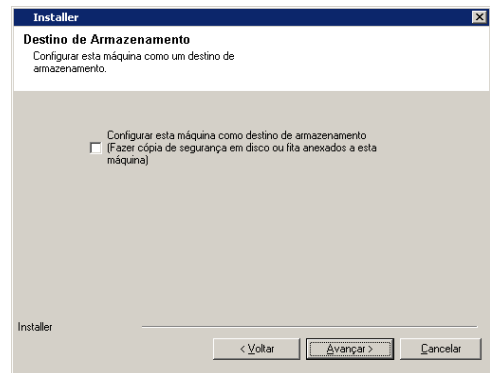 Installer
Destino de Armazenamento
Configurar esta máquina como um destino de
armazenamento.
Configurar esta máquina como destino de armazenamento
(Fazer cópia de segurança em disco ou fita anexados a esta
máquina)
Installer
< Voltar
Avançar >
Cancelar